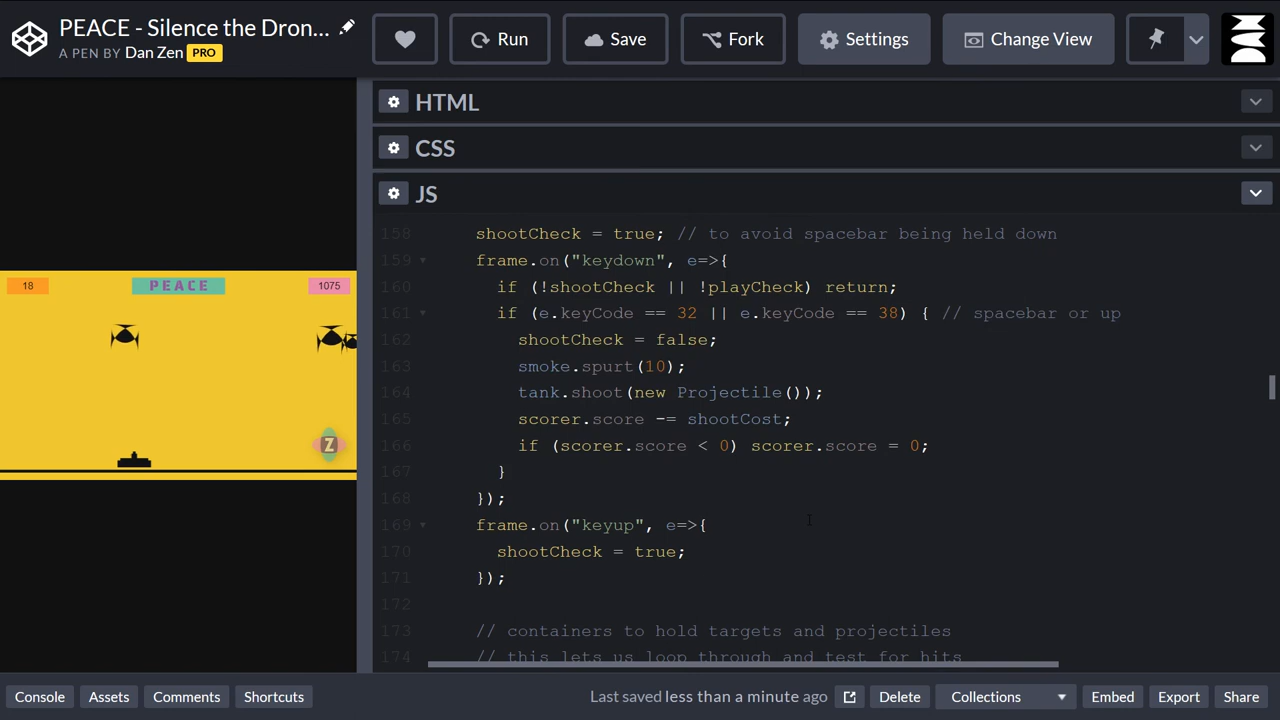 PEACE - Silence the Dron...
A PEN BY Dan Zen PRO
Run
Save
Fork
Settings
Change View
HTML
CSS
JS
18
PEACE
1075
Z
158 shootCheck = true; // to avoid spacebar being held down
159 frame.on("keydown", e=>{
160 if (!shootCheck || !playCheck) return;
161 if (e.keyCode == 32 || e.keyCode == 38) { // spacebar or up
162 shootCheck = false;
163 smoke.spurt(10);
164 tank.shoot(new Projectile());
165 scorer.score -= shootCost;
166 if (scorer.score < 0) scorer.score = 0;
167 }
168 });
169 frame.on("keyup", e=>{
170 shootCheck = true;
171 });
172
173 // containers to hold targets and projectiles
174 // this lets us loop through and test for hits
Console
Assets
Comments
Shortcuts
Last saved less than a minute ago
Delete
Collections
Embed
Export
Share